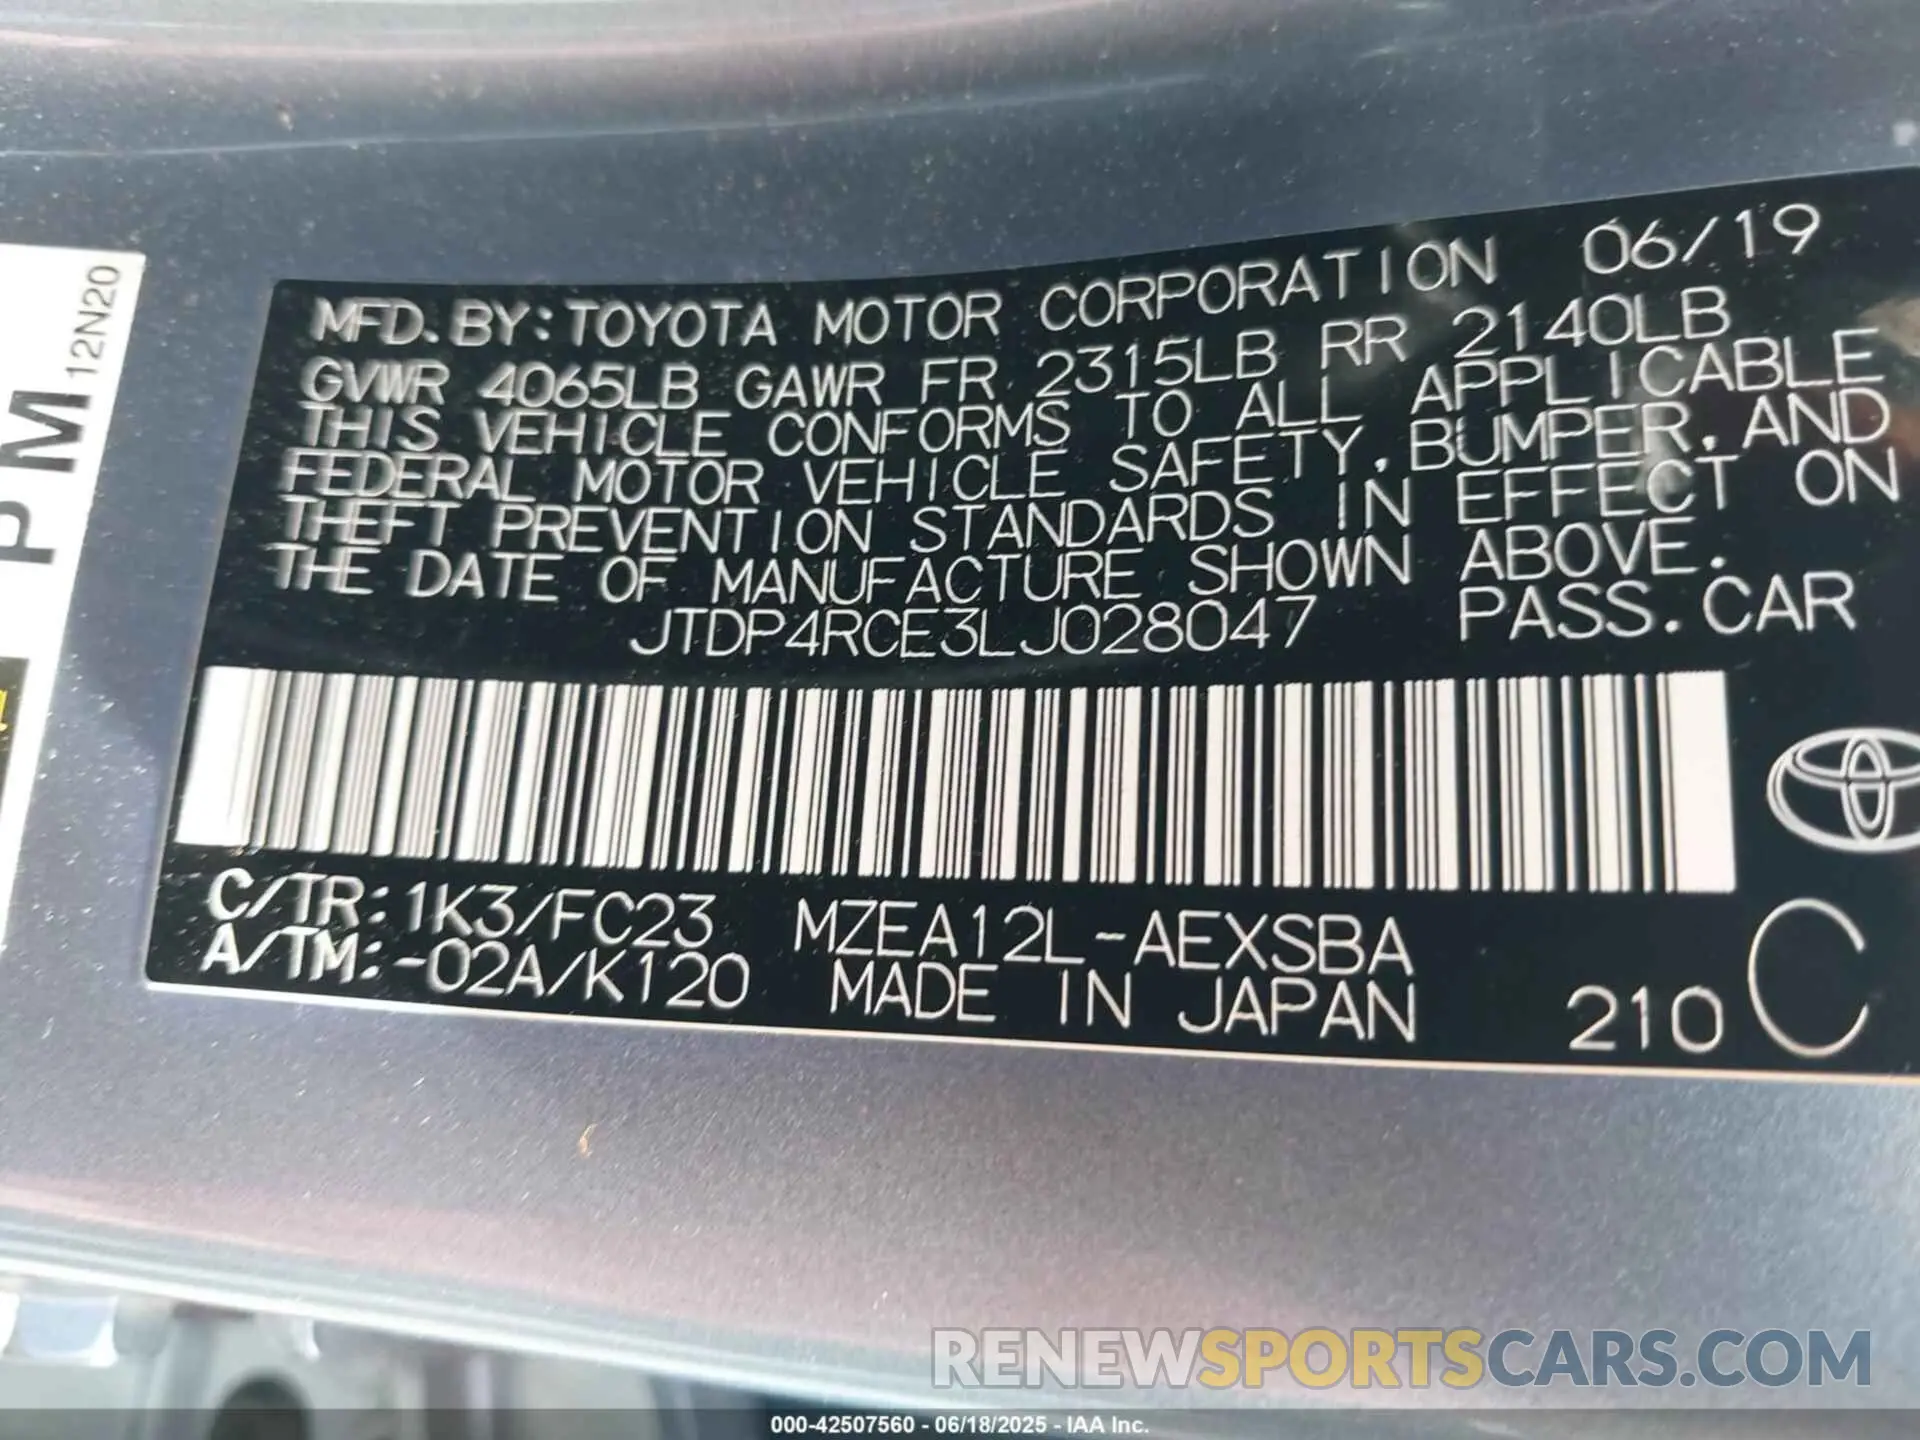 MFD. BY: TOYOTA MOTOR CORPORATION 06/19
GVWR 4065LB GAWR FR 2315LB RR 2140LB
THIS VEHICLE CONFORMS TO ALL APPLICABLE
FEDERAL MOTOR VEHICLE SAFETY, BUMPER, AND
THEFT PREVENTION STANDARDS IN EFFECT ON
THE DATE OF MANUFACTURE SHOWN ABOVE.
JTDP4RCE3LJ028047 PASS. CAR
C/TR: 1K3/FC23 MZEA12L-AEXSBA
A/TM: -02A/K120 MADE IN JAPAN 210 C
P M 12N20
RENEWSPORTSCARS.COM
000-42507560 - 06/18/2025 - IAA Inc.